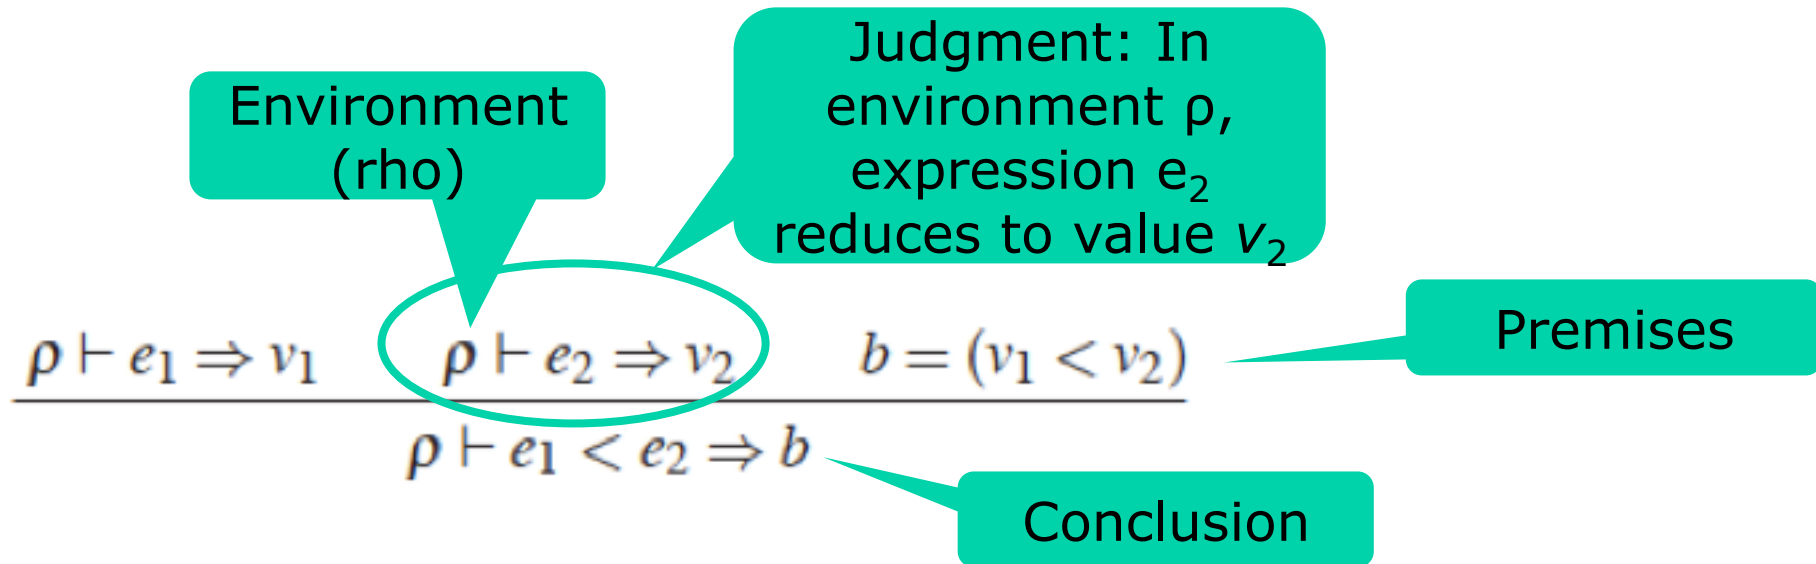 Judgment: In
environment ρ,
expression e₂
reduces to value v₂
Environment
(rho)
Premises
ρ ⊢ e₁ ⇒ v₁ ρ ⊢ e₂ ⇒ v₂ b = (v₁ < v₂)
ρ ⊢ e₁ < e₂ ⇒ b
Conclusion